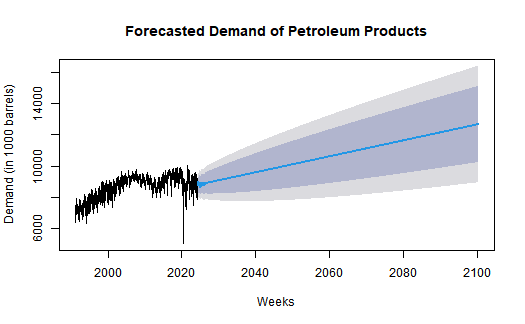 Forecasted Demand of Petroleum Products
Demand (in 1000 barrels)
14000
10000
6000
2000 2020 2040 2060 2080 2100
Weeks